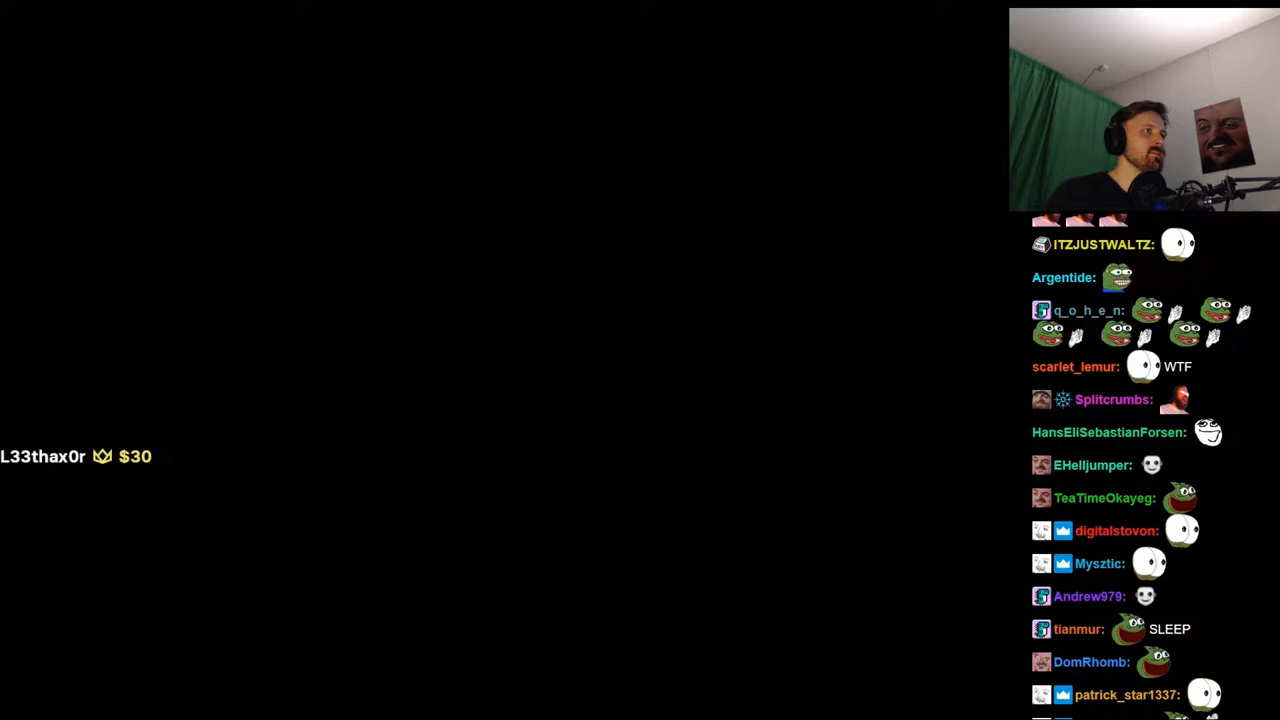 ITZJUSTWALTZ:
Argentide:
q_o_h_e_n:
scarlet_lemur: WTF
Splitcrumbs:
HansEliSebastianForsen:
EHelljumper:
TeaTimeOkayeg:
digitalstovon:
Mysztic:
Andrew979:
tianmur: SLEEP
DomRhomb:
patrick_star1337:
L33thax0r $30